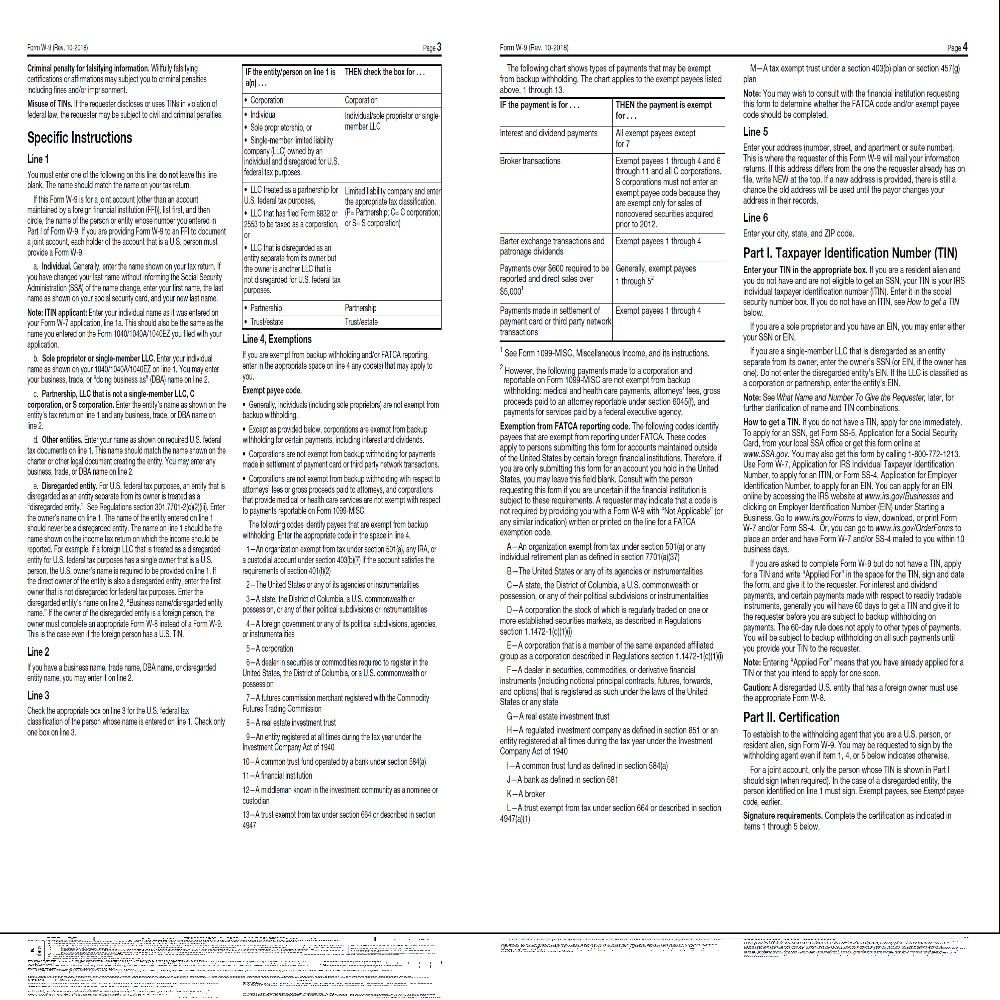 Form W-9 (Rev. 10-2018)
Page 3
Criminal penalty for falsifying information. Willfully falsifying
certifications or affirmations may subject you to criminal penalties
including fines and/or imprisonment.
Misuse of TINs. If the requester discloses or uses TINs in violation of
federal law, the requester may be subject to civil and criminal penalties.
Specific Instructions
Line 1
You must enter one of the following on this line; do not leave this line
blank. The name should match the name on your tax return.
If this Form W-9 is for a joint account (other than an account
maintained by a foreign financial institution (FFI)), list first, and then
circle, the name of the person or entity whose number you entered in
Part I of Form W-9. If you are providing Form W-9 to an FFI to document
a joint account, each holder of the account that is a U.S. person must
provide a Form W-9.
a. Individual. Generally, enter the name shown on your tax return. If
you have changed your last name without informing the Social Security
Administration (SSA) of the name change, enter your first name, the last
name as shown on your social security card, and your new last name.
Note: ITIN applicant: Enter your individual name as it was entered on
your Form W-7 application, line 1a. This should also be the same as the
name you entered on the Form 1040/1040A/1040EZ you filed with your
application.
b. Sole proprietor or single-member LLC. Enter your individual
name as shown on your 1040/1040A/1040EZ on line 1. You may enter
your business, trade, or "doing business as" (DBA) name on line 2.
c. Partnership, LLC that is not a single-member LLC, C
corporation, or S corporation. Enter the entity's name as shown on the
entity's tax return on line 1 and any business, trade, or DBA name on
line 2.
d. Other entities. Enter your name as shown on required U.S. federal
tax documents on line 1. This name should match the name shown on the
charter or other legal document creating the entity. You may enter any
business, trade, or DBA name on line 2.
e. Disregarded entity. For U.S. federal tax purposes, an entity that is
disregarded as an entity separate from its owner is treated as a
"disregarded entity." See Regulations section 301.7701-2(c)(2)(iii). Enter
the owner's name on line 1. The name of the entity entered on line 1
should never be a disregarded entity. The name on line 1 should be the
name shown on the income tax return on which the income should be
reported. For example, if a foreign LLC that is treated as a disregarded
entity for U.S. federal tax purposes has a single owner that is a U.S.
person, the U.S. owner's name is required to be provided on line 1. If
the direct owner of the entity is also a disregarded entity, enter the first
owner that is not disregarded for federal tax purposes. Enter the
disregarded entity's name on line 2, "Business name/disregarded entity
name." If the owner of the disregarded entity is a foreign person, the
owner must complete an appropriate Form W-8 instead of a Form W-9.
This is the case even if the foreign person has a U.S. TIN.
Line 2
If you have a business name, trade name, DBA name, or disregarded
entity name, you may enter it on line 2.
Line 3
Check the appropriate box on line 3 for the U.S. federal tax
classification of the person whose name is entered on line 1. Check only
one box on line 3.
IF the entity/person on line 1 is
a(n) . . .
THEN check the box for . . .
• Corporation
Corporation
• Individual
• Sole proprietorship, or
• Single-member limited liability
company (LLC) owned by an
individual and disregarded for U.S.
federal tax purposes.
Individual/sole proprietor or single-
member LLC
• LLC treated as a partnership for
U.S. federal tax purposes,
• LLC that has filed Form 8832 or
2553 to be taxed as a corporation,
or
• LLC that is disregarded as an
entity separate from its owner but
the owner is another LLC that is
not disregarded for U.S. federal tax
purposes.
Limited liability company and enter
the appropriate tax classification.
(P= Partnership; C= C corporation;
or S= S corporation)
• Partnership
Partnership
• Trust/estate
Trust/estate
Line 4, Exemptions
If you are exempt from backup withholding and/or FATCA reporting,
enter in the appropriate space on line 4 any code(s) that may apply to
you.
Exempt payee code.
• Generally, individuals (including sole proprietors) are not exempt from
backup withholding.
• Except as provided below, corporations are exempt from backup
withholding for certain payments, including interest and dividends.
• Corporations are not exempt from backup withholding for payments
made in settlement of payment card or third party network transactions.
• Corporations are not exempt from backup withholding with respect to
attorneys' fees or gross proceeds paid to attorneys, and corporations
that provide medical or health care services are not exempt with respect
to payments reportable on Form 1099-MISC.
The following codes identify payees that are exempt from backup
withholding. Enter the appropriate code in the space in line 4.
1—An organization exempt from tax under section 501(a), any IRA, or
a custodial account under section 403(b)(7) if the account satisfies the
requirements of section 401(f)(2)
2—The United States or any of its agencies or instrumentalities
3—A state, the District of Columbia, a U.S. commonwealth or
possession, or any of their political subdivisions or instrumentalities
4—A foreign government or any of its political subdivisions, agencies,
or instrumentalities
5—A corporation
6—A dealer in securities or commodities required to register in the
United States, the District of Columbia, or a U.S. commonwealth or
possession
7—A futures commission merchant registered with the Commodity
Futures Trading Commission
8—A real estate investment trust
9—An entity registered at all times during the tax year under the
Investment Company Act of 1940
10—A common trust fund operated by a bank under section 584(a)
11—A financial institution
12—A middleman known in the investment community as a nominee or
custodian
13—A trust exempt from tax under section 664 or described in section
4947
Form W-9 (Rev. 10-2018)
Page 4
The following chart shows types of payments that may be exempt
from backup withholding. The chart applies to the exempt payees listed
above, 1 through 13.
IF the payment is for . . .
THEN the payment is exempt
for . . .
Interest and dividend payments
All exempt payees except
for 7
Broker transactions
Exempt payees 1 through 4 and 6
through 11 and all C corporations.
S corporations must not enter an
exempt payee code because they
are exempt only for sales of
noncovered securities acquired
prior to 2012.
Barter exchange transactions and
patronage dividends
Exempt payees 1 through 4
Payments over $600 required to be
reported and direct sales over
$5,000¹
Generally, exempt payees
1 through 5²
Payments made in settlement of
payment card or third party network
transactions
Exempt payees 1 through 4
¹ See Form 1099-MISC, Miscellaneous Income, and its instructions.
² However, the following payments made to a corporation and
reportable on Form 1099-MISC are not exempt from backup
withholding: medical and health care payments, attorneys' fees, gross
proceeds paid to an attorney reportable under section 6045(f), and
payments for services paid by a federal executive agency.
Exemption from FATCA reporting code. The following codes identify
payees that are exempt from reporting under FATCA. These codes
apply to persons submitting this form for accounts maintained outside
of the United States by certain foreign financial institutions. Therefore, if
you are only submitting this form for an account you hold in the United
States, you may leave this field blank. Consult with the person
requesting this form if you are uncertain if the financial institution is
subject to these requirements. A requester may indicate that a code is
not required by providing you with a Form W-9 with "Not Applicable" (or
any similar indication) written or printed on the line for a FATCA
exemption code.
A—An organization exempt from tax under section 501(a) or any
individual retirement plan as defined in section 7701(a)(37)
B—The United States or any of its agencies or instrumentalities
C—A state, the District of Columbia, a U.S. commonwealth or
possession, or any of their political subdivisions or instrumentalities
D—A corporation the stock of which is regularly traded on one or
more established securities markets, as described in Regulations
section 1.1472-1(c)(1)(i)
E—A corporation that is a member of the same expanded affiliated
group as a corporation described in Regulations section 1.1472-1(c)(1)(i)
F—A dealer in securities, commodities, or derivative financial
instruments (including notional principal contracts, futures, forwards,
and options) that is registered as such under the laws of the United
States or any state
G—A real estate investment trust
H—A regulated investment company as defined in section 851 or an
entity registered at all times during the tax year under the Investment
Company Act of 1940
I—A common trust fund as defined in section 584(a)
J—A bank as defined in section 581
K—A broker
L—A trust exempt from tax under section 664 or described in section
4947(a)(1)
M—A tax exempt trust under a section 403(b) plan or section 457(g)
plan
Note: You may wish to consult with the financial institution requesting
this form to determine whether the FATCA code and/or exempt payee
code should be completed.
Line 5
Enter your address (number, street, and apartment or suite number).
This is where the requester of this Form W-9 will mail your information
returns. If this address differs from the one the requester already has on
file, write NEW at the top. If a new address is provided, there is still a
chance the old address will be used until the payor changes your
address in their records.
Line 6
Enter your city, state, and ZIP code.
Part I. Taxpayer Identification Number (TIN)
Enter your TIN in the appropriate box. If you are a resident alien and
you do not have and are not eligible to get an SSN, your TIN is your IRS
individual taxpayer identification number (ITIN). Enter it in the social
security number box. If you do not have an ITIN, see How to get a TIN
below.
If you are a sole proprietor and you have an EIN, you may enter either
your SSN or EIN.
If you are a single-member LLC that is disregarded as an entity
separate from its owner, enter the owner's SSN (or EIN, if the owner has
one). Do not enter the disregarded entity's EIN. If the LLC is classified as
a corporation or partnership, enter the entity's EIN.
Note: See What Name and Number To Give the Requester, later, for
further clarification of name and TIN combinations.
How to get a TIN. If you do not have a TIN, apply for one immediately.
To apply for an SSN, get Form SS-5, Application for a Social Security
Card, from your local SSA office or get this form online at
www.SSA.gov. You may also get this form by calling 1-800-772-1213.
Use Form W-7, Application for IRS Individual Taxpayer Identification
Number, to apply for an ITIN, or Form SS-4, Application for Employer
Identification Number, to apply for an EIN. You can apply for an EIN
online by accessing the IRS website at www.irs.gov/Businesses and
clicking on Employer Identification Number (EIN) under Starting a
Business. Go to www.irs.gov/Forms to view, download, or print Form
W-7 and/or Form SS-4. Or, you can go to www.irs.gov/OrderForms to
place an order and have Form W-7 and/or SS-4 mailed to you within 10
business days.
If you are asked to complete Form W-9 but do not have a TIN, apply
for a TIN and write "Applied For" in the space for the TIN, sign and date
the form, and give it to the requester. For interest and dividend
payments, and certain payments made with respect to readily tradable
instruments, generally you will have 60 days to get a TIN and give it to
the requester before you are subject to backup withholding on
payments. The 60-day rule does not apply to other types of payments.
You will be subject to backup withholding on all such payments until
you provide your TIN to the requester.
Note: Entering "Applied For" means that you have already applied for a
TIN or that you intend to apply for one soon.
Caution: A disregarded U.S. entity that has a foreign owner must use
the appropriate Form W-8.
Part II. Certification
To establish to the withholding agent that you are a U.S. person, or
resident alien, sign Form W-9. You may be requested to sign by the
withholding agent even if item 1, 4, or 5 below indicates otherwise.
For a joint account, only the person whose TIN is shown in Part I
should sign (when required). In the case of a disregarded entity, the
person identified on line 1 must sign. Exempt payees, see Exempt payee
code, earlier.
Signature requirements. Complete the certification as indicated in
items 1 through 5 below.